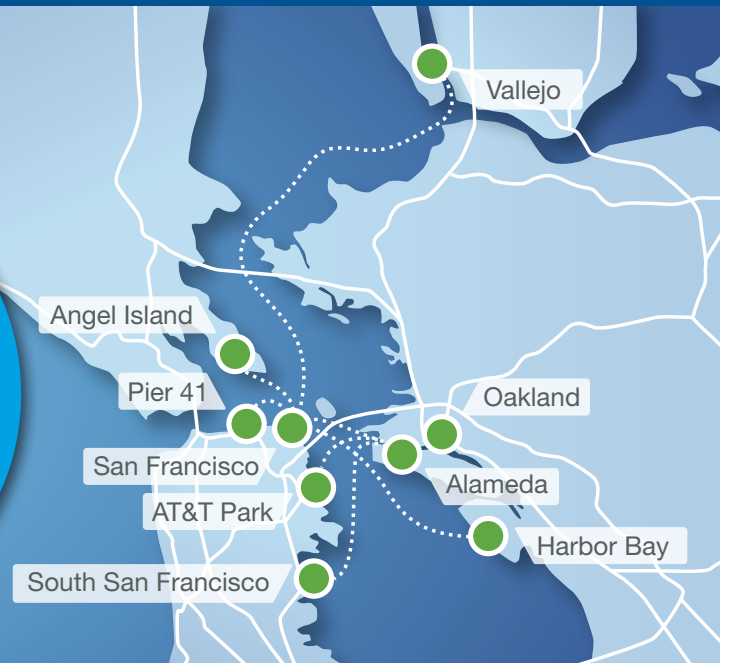 Vallejo
Angel Island
Pier 41
Oakland
San Francisco
Alameda
AT&T Park
Harbor Bay
South San Francisco